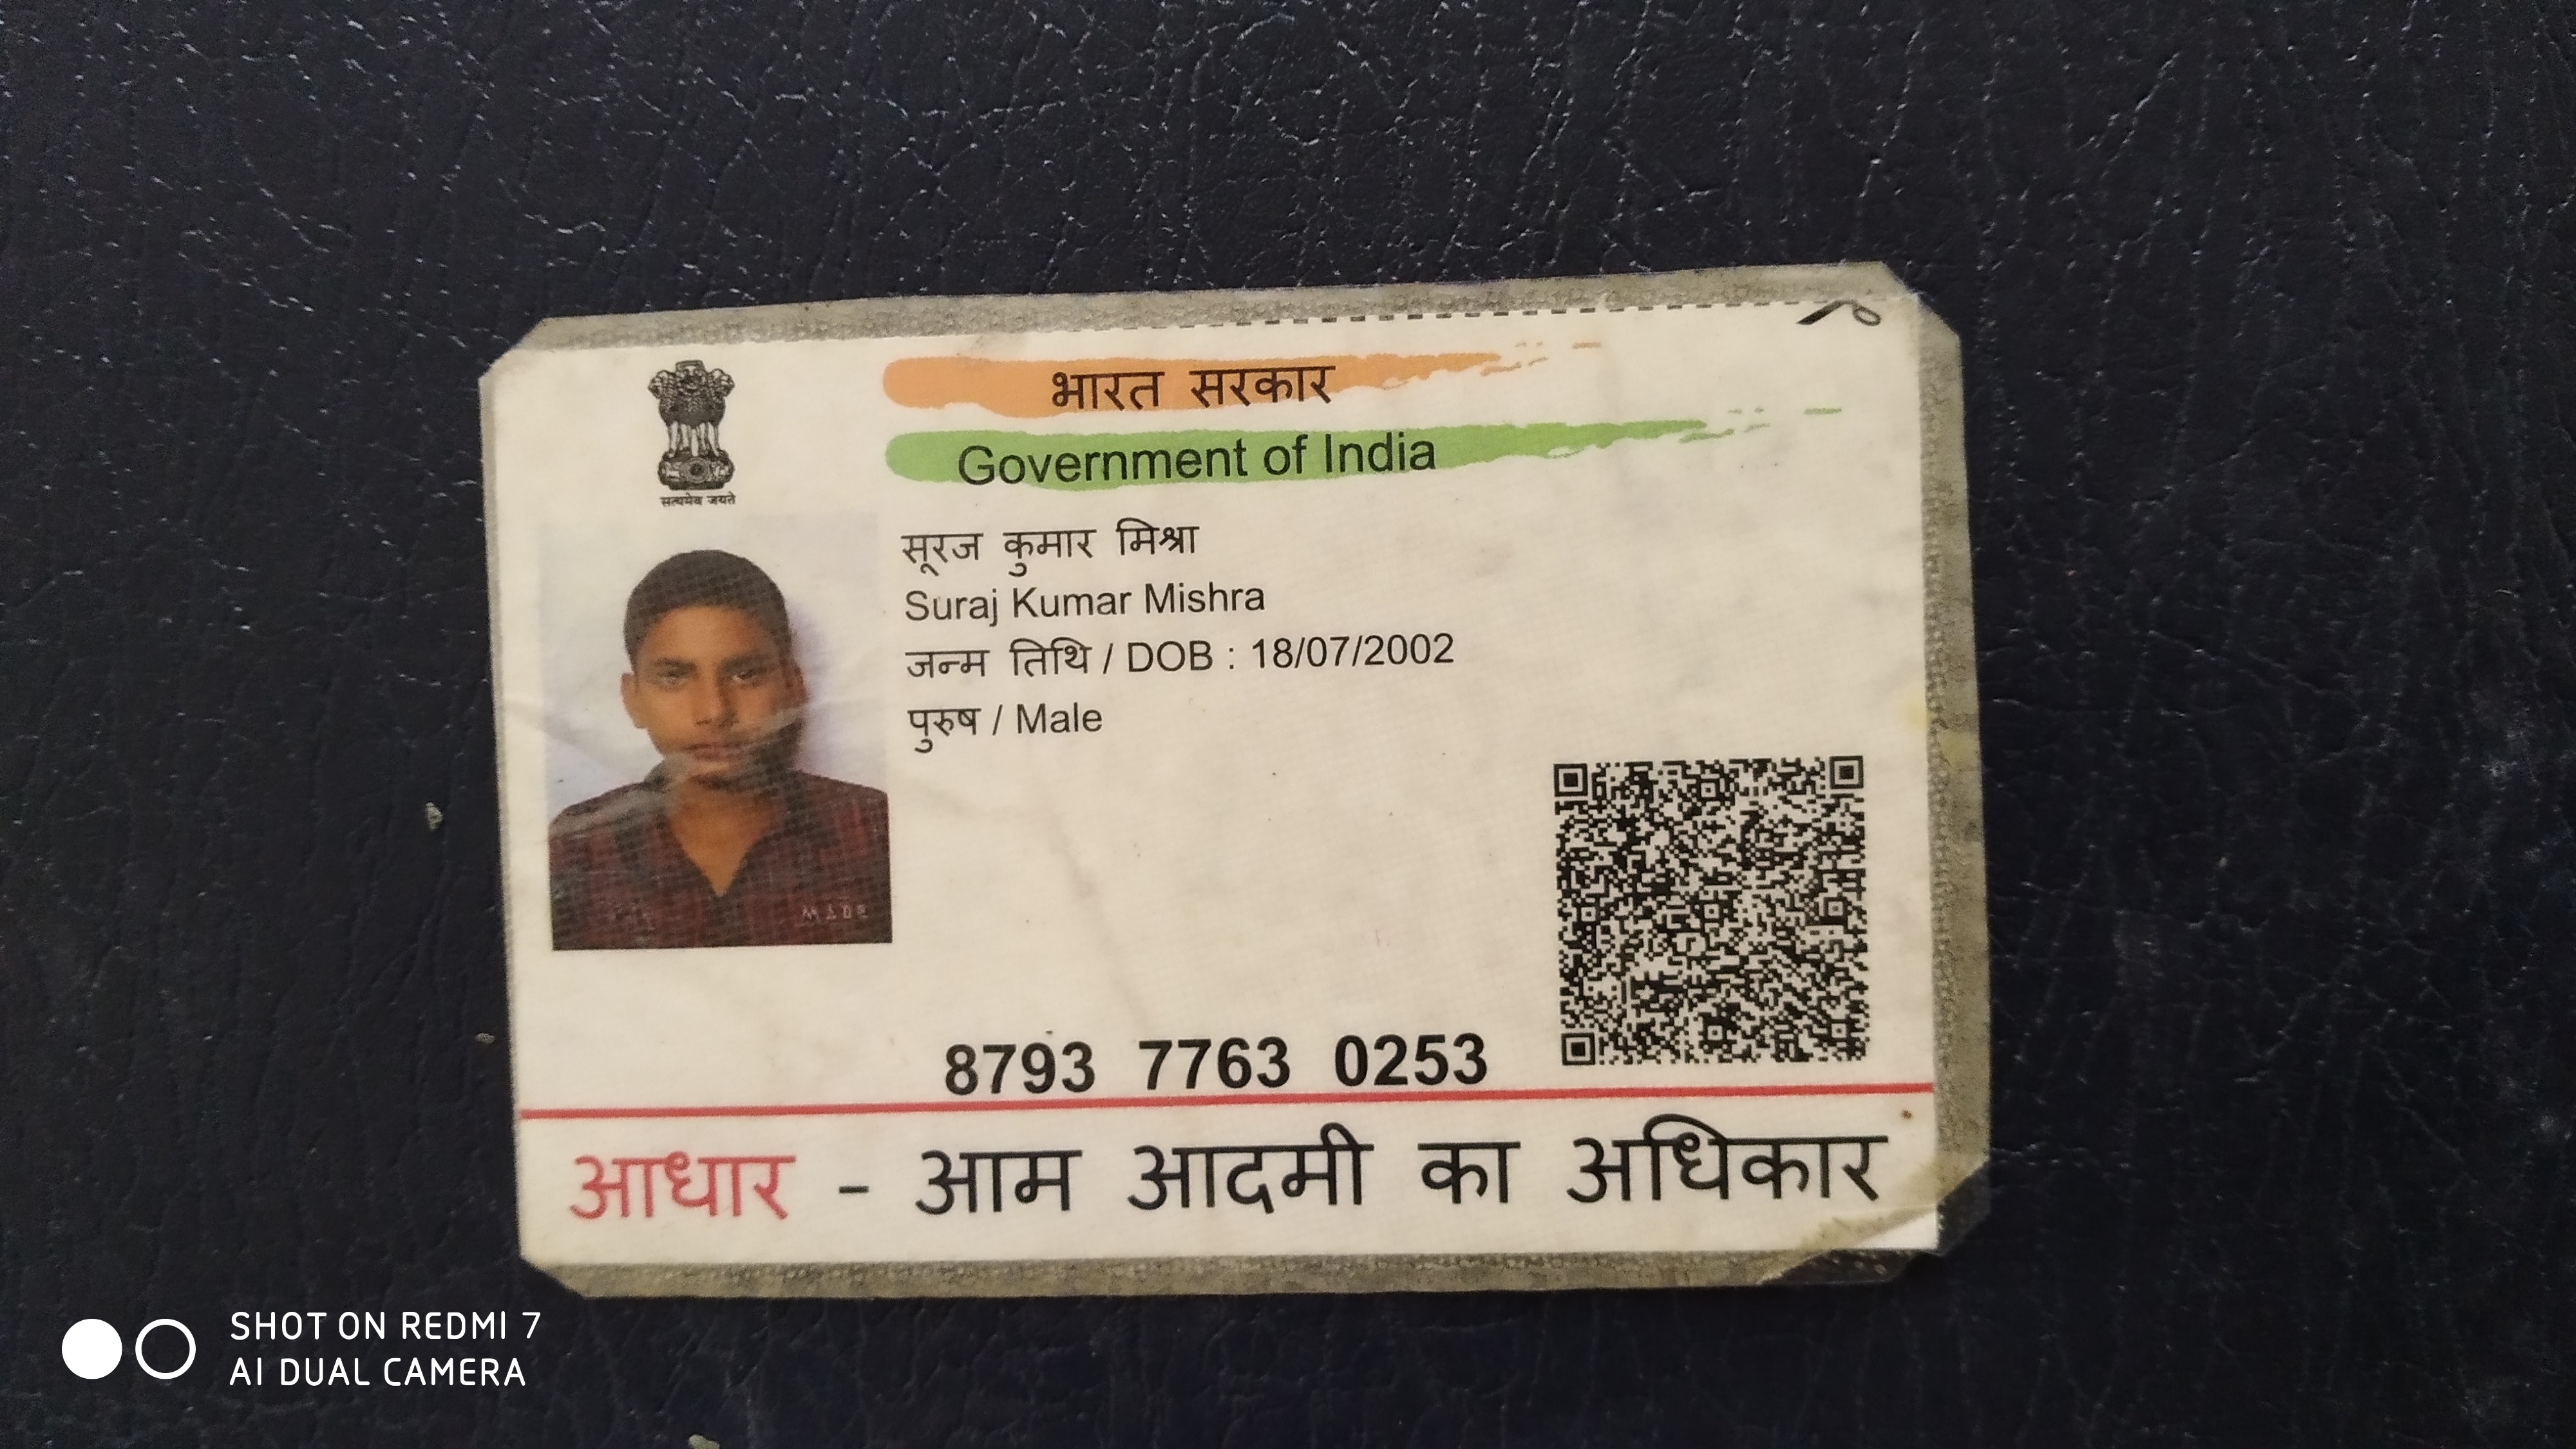 भारत सरकार
Government of India
सत्यमेव जयते
सूरज कुमार मिश्रा
Suraj Kumar Mishra
जन्म तिथि / DOB : 18/07/2002
पुरुष / Male
8793 7763 0253
आधार - आम आदमी का अधिकार
SHOT ON REDMI 7
AI DUAL CAMERA